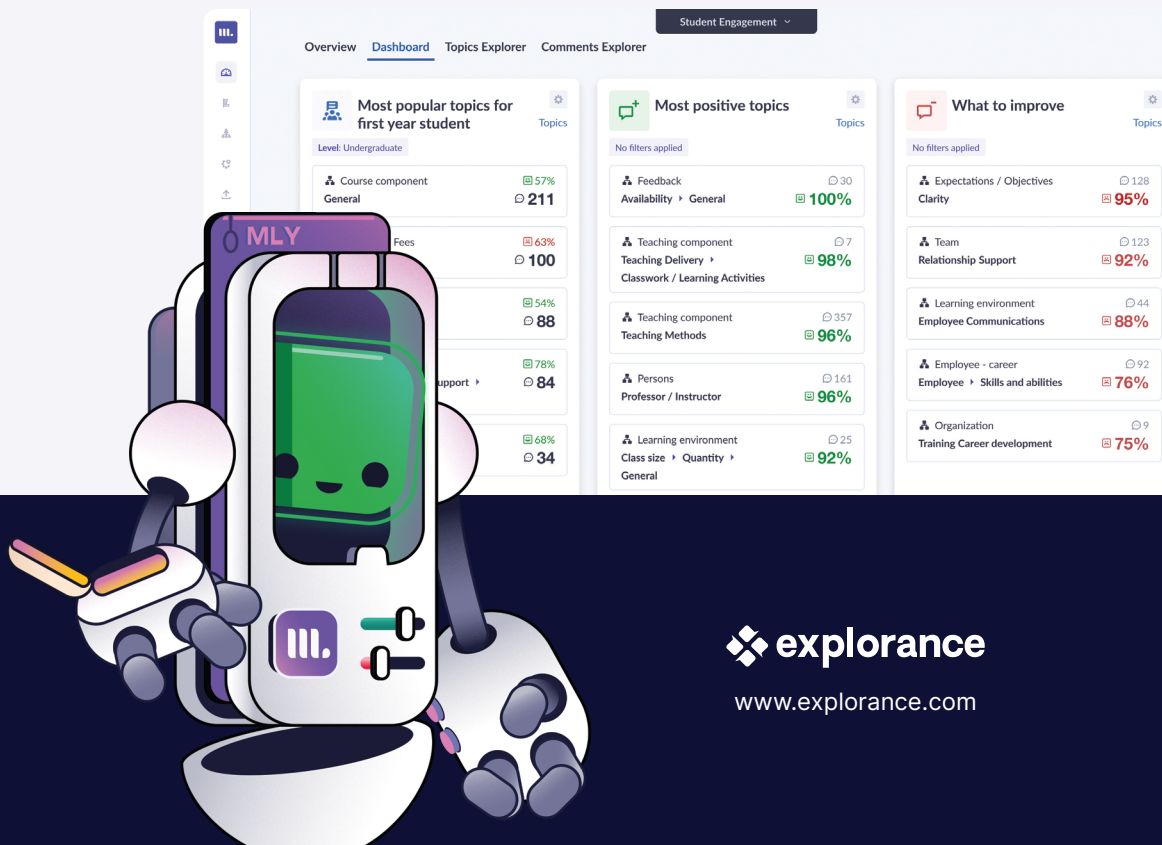 m.
Student Engagement
Overview Dashboard Topics Explorer Comments Explorer
Most popular topics for
first year student
Topics
Level: Undergraduate
Course component 57%
General 211
Fees 63%
100
54%
88
78%
upport 84
68%
34
Most positive topics
Topics
No filters applied
Feedback 30
Availability General 100%
Teaching component 7
Teaching Delivery 98%
Classwork / Learning Activities
Teaching component 357
Teaching Methods 96%
Persons 161
Professor / Instructor 96%
Learning environment 25
Class size Quantity 92%
General
What to improve
Topics
No filters applied
Expectations / Objectives 128
Clarity 95%
Team 123
Relationship Support 92%
Learning environment 44
Employee Communications 88%
Employee - career 92
Employee Skills and abilities 76%
Organization 9
Training Career development 75%
MLY
m.
explorance
www.explorance.com